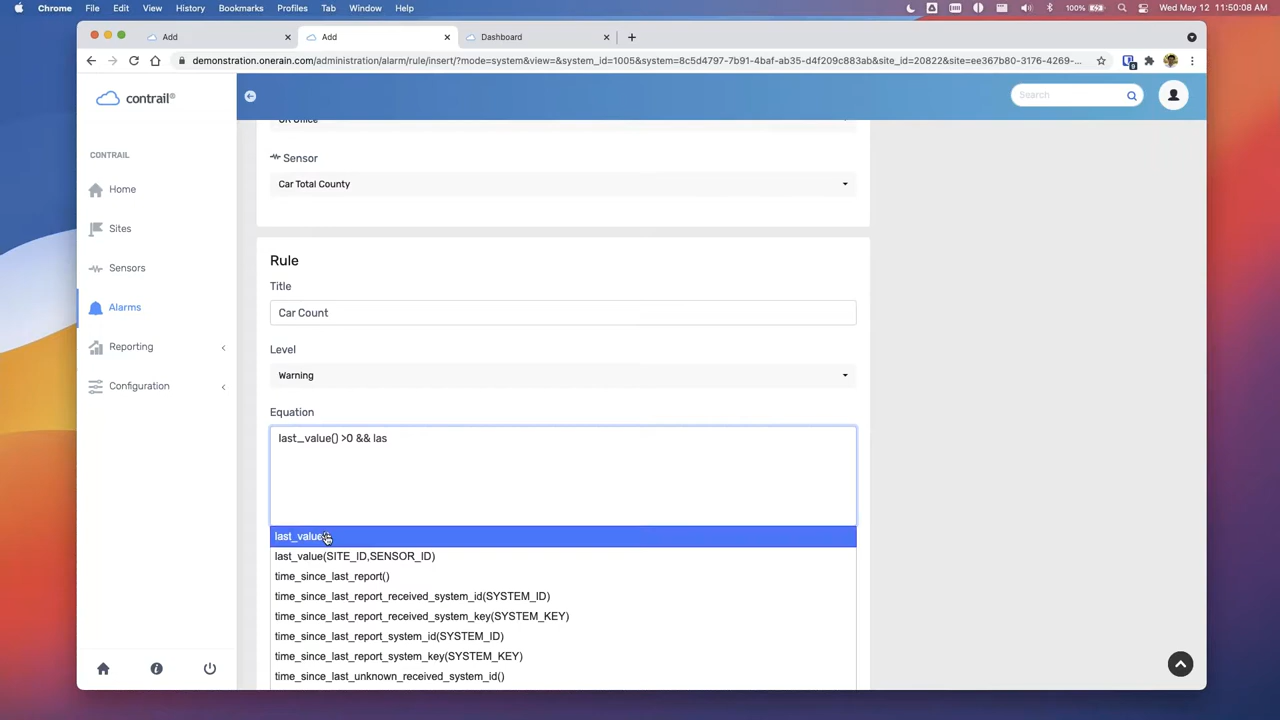 Chrome File Edit View History Bookmarks Profiles Tab Window Help 100% Wed May 12 11:50:08 AM
Add Add Dashboard
demonstration.onerain.com/administration/alarm/rule/insert/?mode=system&view=&system_id=1005&system=8c5d4797-7b91-4baf-ab35-d4f209c883ab&site_id=20822&site=ee367b80-3176-4269-...
contrail®
Search
CONTRAIL
Home
Sites
Sensors
Alarms
Reporting
Configuration
Office
Sensor
Car Total County
Rule
Title
Car Count
Level
Warning
Equation
last_value() >0 && las
last_value
last_value(SITE_ID,SENSOR_ID)
time_since_last_report()
time_since_last_report_received_system_id(SYSTEM_ID)
time_since_last_report_received_system_key(SYSTEM_KEY)
time_since_last_report_system_id(SYSTEM_ID)
time_since_last_report_system_key(SYSTEM_KEY)
time_since_last_unknown_received_system_id()